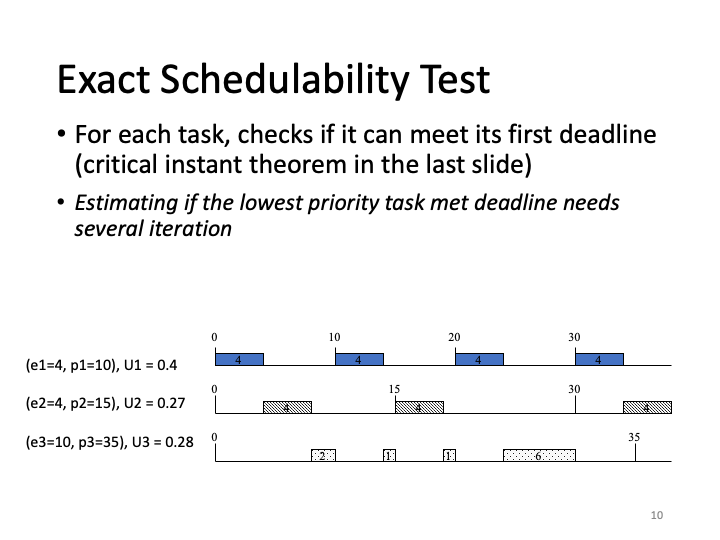 Exact Schedulability Test
• For each task, checks if it can meet its first deadline
(critical instant theorem in the last slide)
• Estimating if the lowest priority task met deadline needs
several iteration
0 10 20 30
(e1=4, p1=10), U1 = 0.4 4 4 4 4
0 15 30
(e2=4, p2=15), U2 = 0.27 4 4 4
(e3=10, p3=35), U3 = 0.28 0 35
2 1 1 6
10